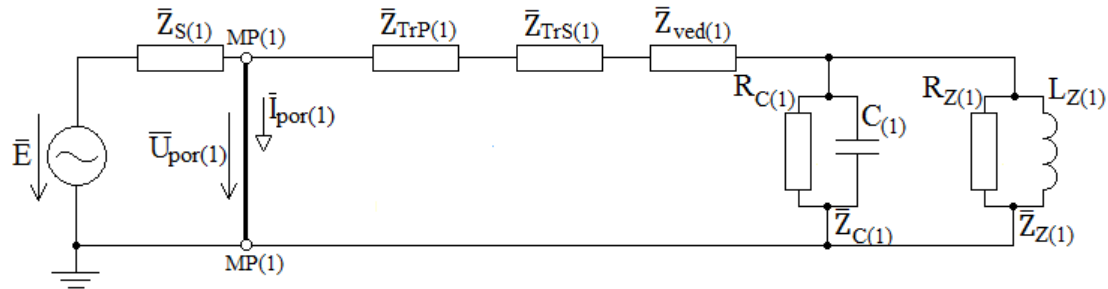 Z̄S(1)
MP(1)
Z̄TrP(1)
Z̄TrS(1)
Z̄ved(1)
Īpor(1)
RC(1)
C(1)
RZ(1)
LZ(1)
Ē
Ūpor(1)
Z̄C(1)
Z̄Z(1)
MP(1)